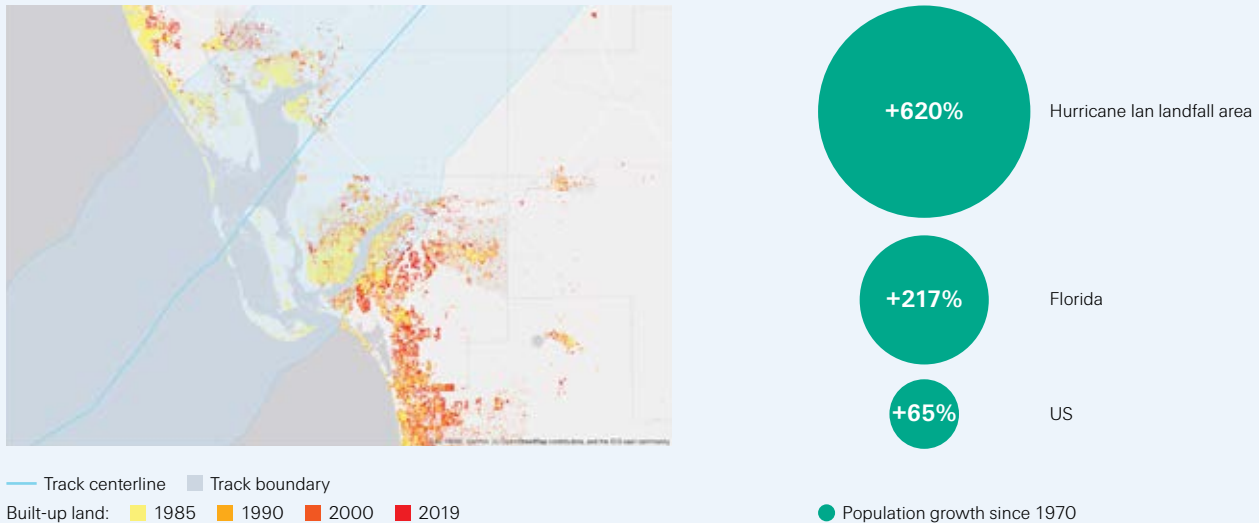 +620%
Hurricane Ian landfall area
+217%
Florida
+65%
US
Track centerline
Track boundary
Built-up land: 1985 1990 2000 2019
Population growth since 1970